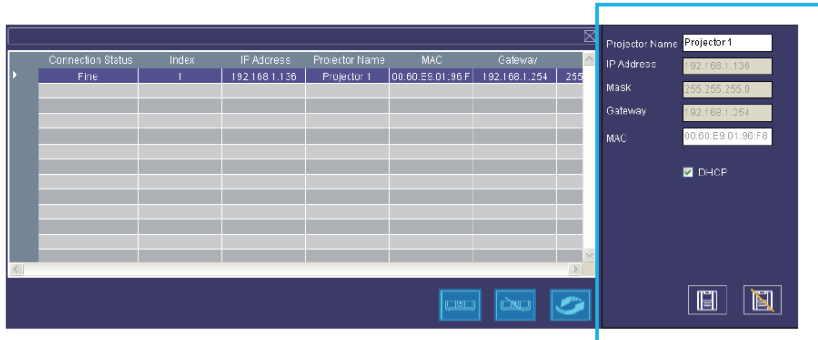 Connection Status Index IP Address Projector Name MAC Gateway
Fine 1 192.168.1.136 Projector 1 00.60.E9.01.96.F 192.168.1.254 255
Projector Name Projector 1
IP Address 192.168.1.136
Mask 255.255.255.0
Gateway 192.168.1.254
MAC 00:60:E9:01:96:F8
DHCP